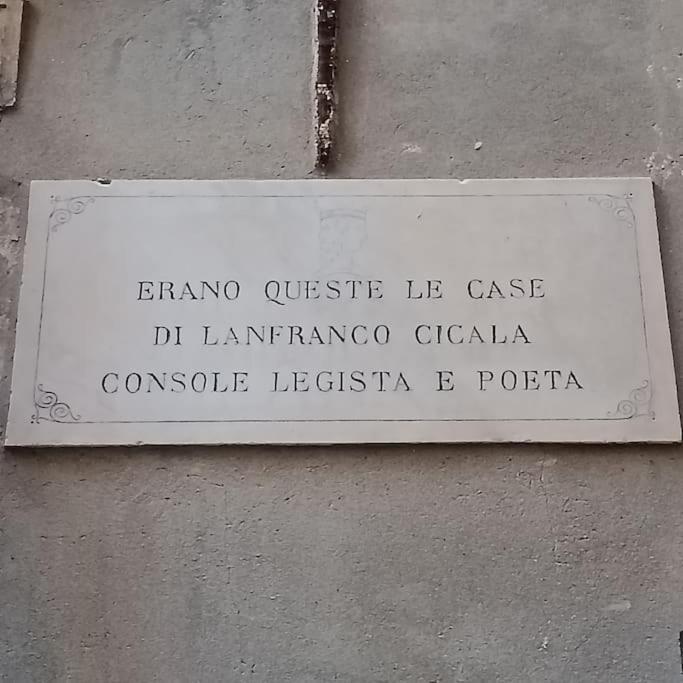 ERANO QUESTE LE CASE
DI LANFRANCO CICALA
CONSOLE LEGISTA E POETA